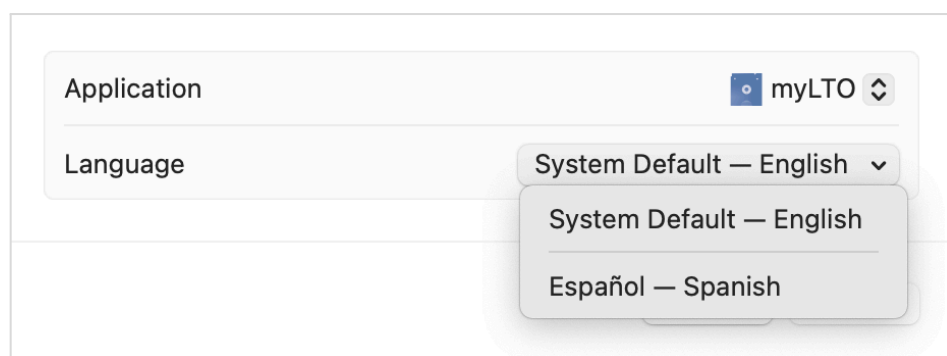 Application
myLTO
Language
System Default — English
System Default — English
Español — Spanish